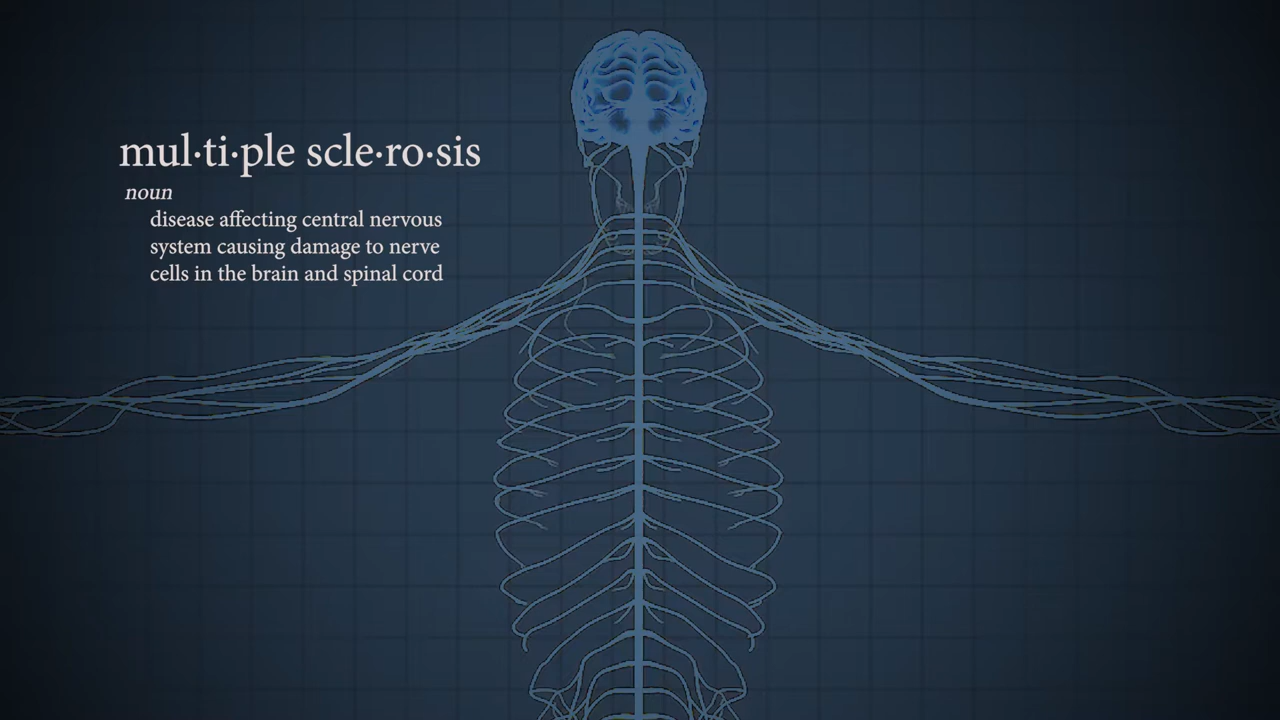 mul·ti·ple scle·ro·sis
noun
disease affecting central nervous
system causing damage to nerve
cells in the brain and spinal cord